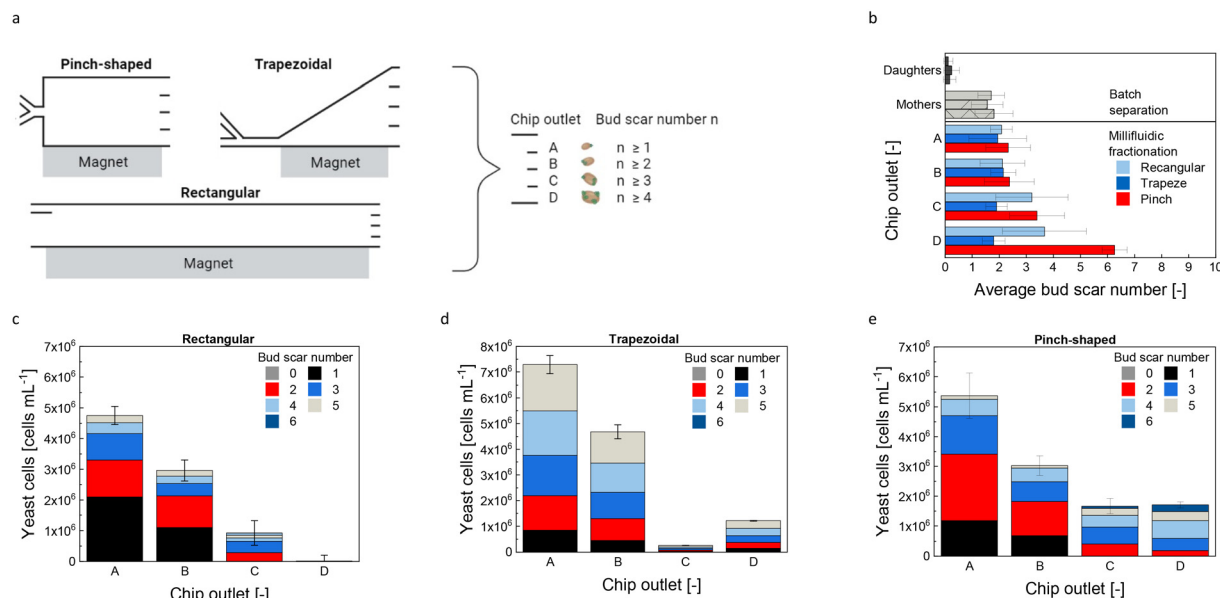 a
Pinch-shaped
Trapezoidal
Magnet
Magnet
Rectangular
Magnet
Chip outlet Bud scar number n
A n ≥ 1
B n ≥ 2
C n ≥ 3
D n ≥ 4
b
Daughters
Mothers
A
B
C
D
Chip outlet [-]
Batch
separation
Millifluidic
fractionation
Rectangular
Trapeze
Pinch
0 1 2 3 4 5 6 7 8 9 10
Average bud scar number [-]
c
Rectangular
Yeast cells [cells mL⁻¹]
7x10⁶
6x10⁶
5x10⁶
4x10⁶
3x10⁶
2x10⁶
1x10⁶
0
Bud scar number
0 1
2 3
4 5
6
A B C D
Chip outlet [-]
d
Trapezoidal
Yeast cells [cells mL⁻¹]
8x10⁶
7x10⁶
6x10⁶
5x10⁶
4x10⁶
3x10⁶
2x10⁶
1x10⁶
0
Bud scar number
0 1
2 3
4 5
6
A B C D
Chip outlet [-]
e
Pinch-shaped
Yeast cells [cells mL⁻¹]
7x10⁶
6x10⁶
5x10⁶
4x10⁶
3x10⁶
2x10⁶
1x10⁶
0
Bud scar number
0 1
2 3
4 5
6
A B C D
Chip outlet [-]